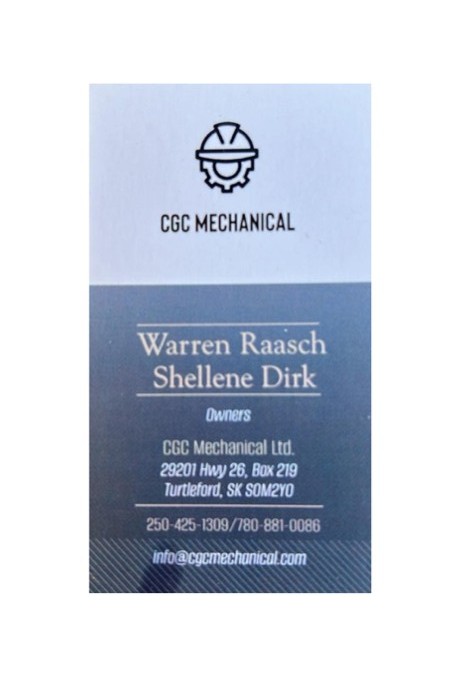 CGC MECHANICAL
Warren Raasch
Shellene Dirk
Owners
CGC Mechanical Ltd.
29201 Hwy 26, Box 219
Turtleford, SK S0M2Y0
250-425-1309/780-881-0086
info@cgcmechanical.com